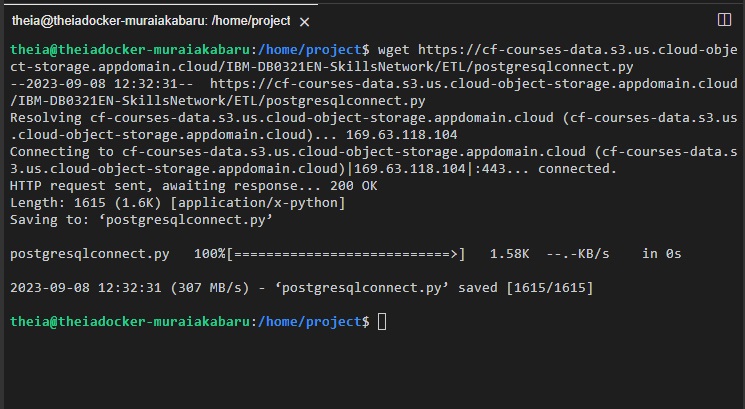 theia@theiadocker-muraiakabaru: /home/project ×
theia@theiadocker-muraiakabaru:/home/project$ wget https://cf-courses-data.s3.us.cloud-obje
ct-storage.appdomain.cloud/IBM-DB0321EN-SkillsNetwork/ETL/postgresqlconnect.py
--2023-09-08 12:32:31--  https://cf-courses-data.s3.us.cloud-object-storage.appdomain.cloud
/IBM-DB0321EN-SkillsNetwork/ETL/postgresqlconnect.py
Resolving cf-courses-data.s3.us.cloud-object-storage.appdomain.cloud (cf-courses-data.s3.us
.cloud-object-storage.appdomain.cloud)... 169.63.118.104
Connecting to cf-courses-data.s3.us.cloud-object-storage.appdomain.cloud (cf-courses-data.s
3.us.cloud-object-storage.appdomain.cloud)|169.63.118.104|:443... connected.
HTTP request sent, awaiting response... 200 OK
Length: 1615 (1.6K) [application/x-python]
Saving to: ‘postgresqlconnect.py’
postgresqlconnect.py   100%[===========================>]   1.58K  --.-KB/s    in 0s
2023-09-08 12:32:31 (307 MB/s) - ‘postgresqlconnect.py’ saved [1615/1615]
theia@theiadocker-muraiakabaru:/home/project$